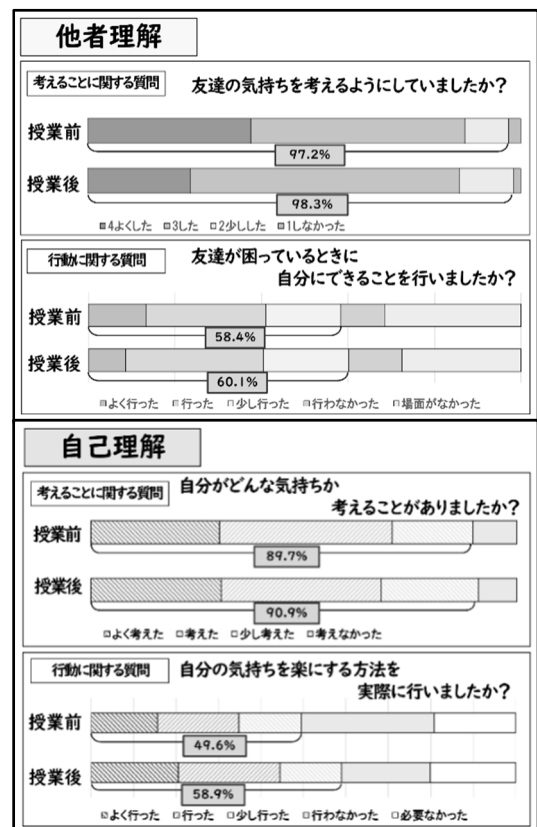 他者理解
考えることに関する質問
友達の気持ちを考えるようにしていましたか?
授業前
97.2%
授業後
98.3%
■4よくした ■3した □2少しした ■1しなかった
行動に関する質問
友達が困っているときに
自分にできることを行いましたか?
授業前
58.4%
授業後
60.1%
■よく行った □行った □少し行った ■行わなかった □場面がなかった
自己理解
考えることに関する質問
自分がどんな気持ちか
考えることがありましたか?
授業前
89.7%
授業後
90.9%
□よく考えた □考えた □少し考えた □考えなかった
行動に関する質問
自分の気持ちを楽にする方法を
実際に行いましたか?
授業前
49.6%
授業後
58.9%
□よく行った □行った □少し行った □行わなかった □必要なかった